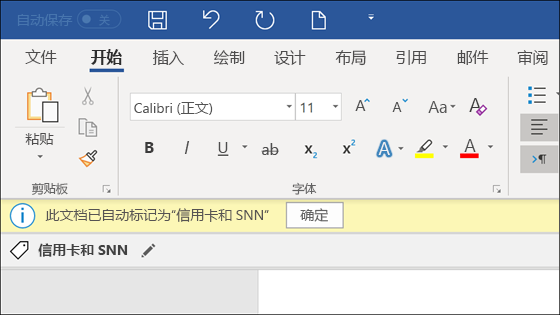 自动保存 关
文件 开始 插入 绘制 设计 布局 引用 邮件 审阅
粘贴
剪贴板
Calibri (正文) 11 A A Aa A
B I U ab x₂ x² A A
字体
此文档已自动标记为“信用卡和 SNN” 确定
信用卡和 SNN